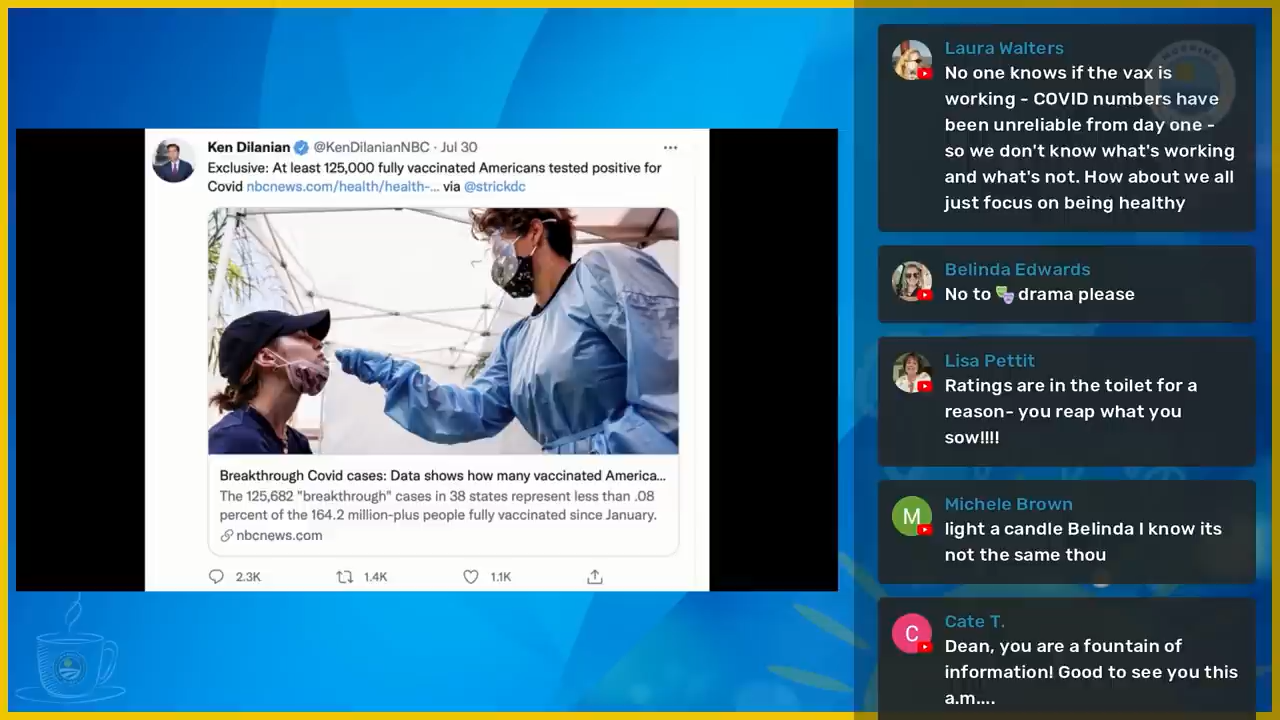 Ken Dilanian @KenDilanianNBC · Jul 30
Exclusive: At least 125,000 fully vaccinated Americans tested positive for
Covid nbcnews.com/health/health-... via @strickdc
Breakthrough Covid cases: Data shows how many vaccinated America...
The 125,682 "breakthrough" cases in 38 states represent less than .08
percent of the 164.2 million-plus people fully vaccinated since January.
nbcnews.com
2.3K 1.4K 1.1K
Laura Walters
No one knows if the vax is
working - COVID numbers have
been unreliable from day one -
so we don't know what's working
and what's not. How about we all
just focus on being healthy
Belinda Edwards
No to 🎭 drama please
Lisa Pettit
Ratings are in the toilet for a
reason- you reap what you
sow!!!!
M
Michele Brown
light a candle Belinda I know its
not the same thou
C
Cate T.
Dean, you are a fountain of
information! Good to see you this
a.m....